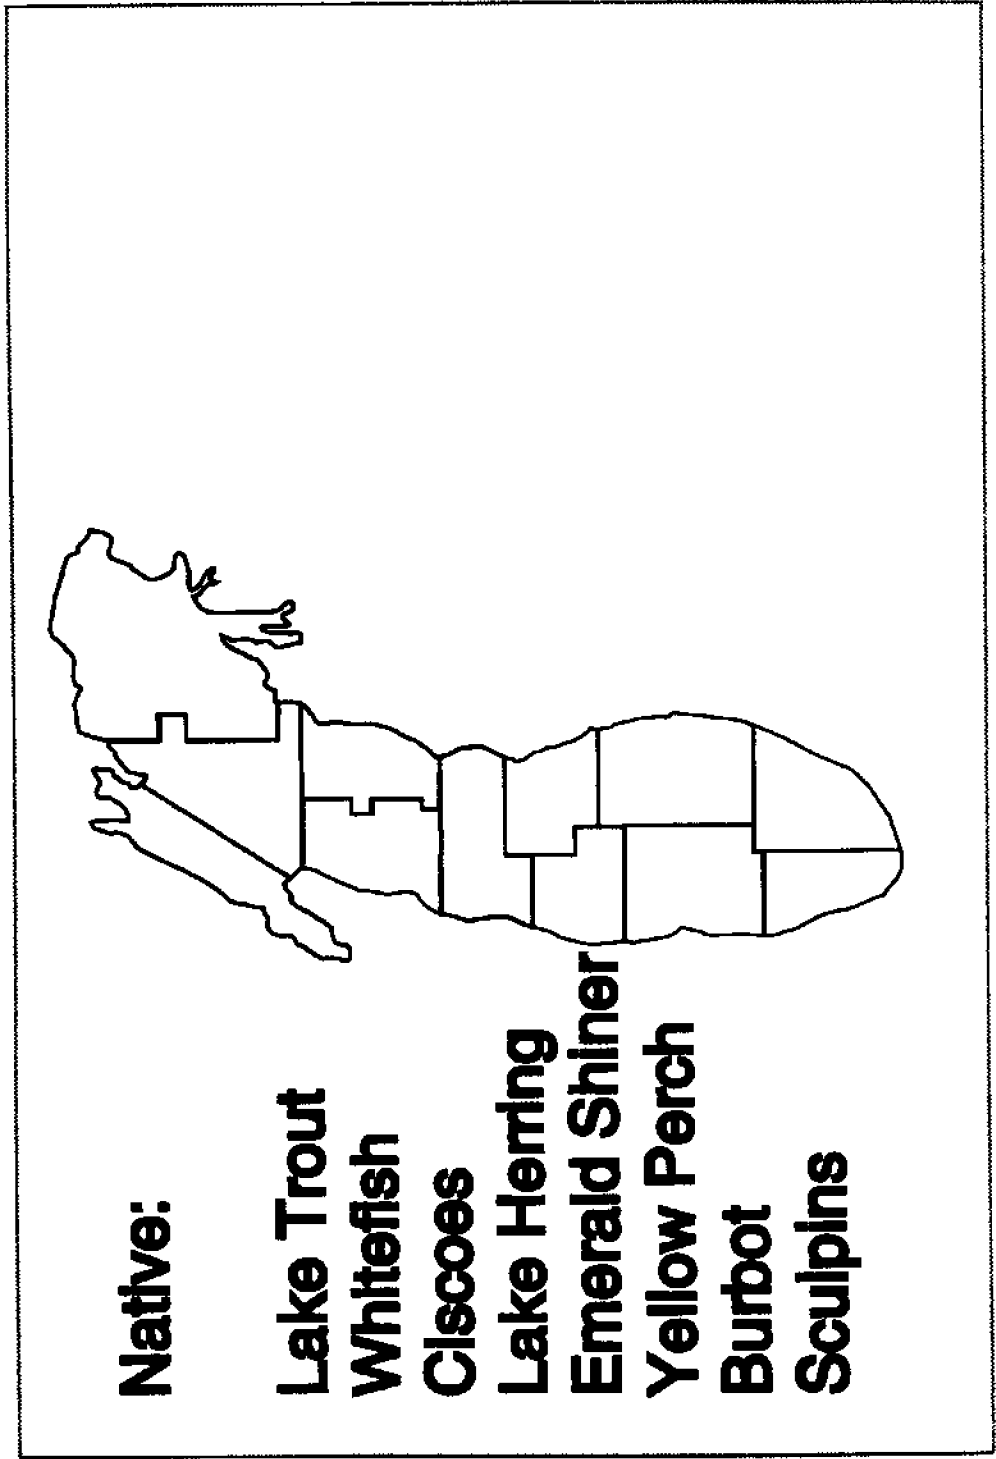 Native:
Lake Trout
Whitefish
Ciscoes
Lake Herring
Emerald Shiner
Yellow Perch
Burbot
Sculpins